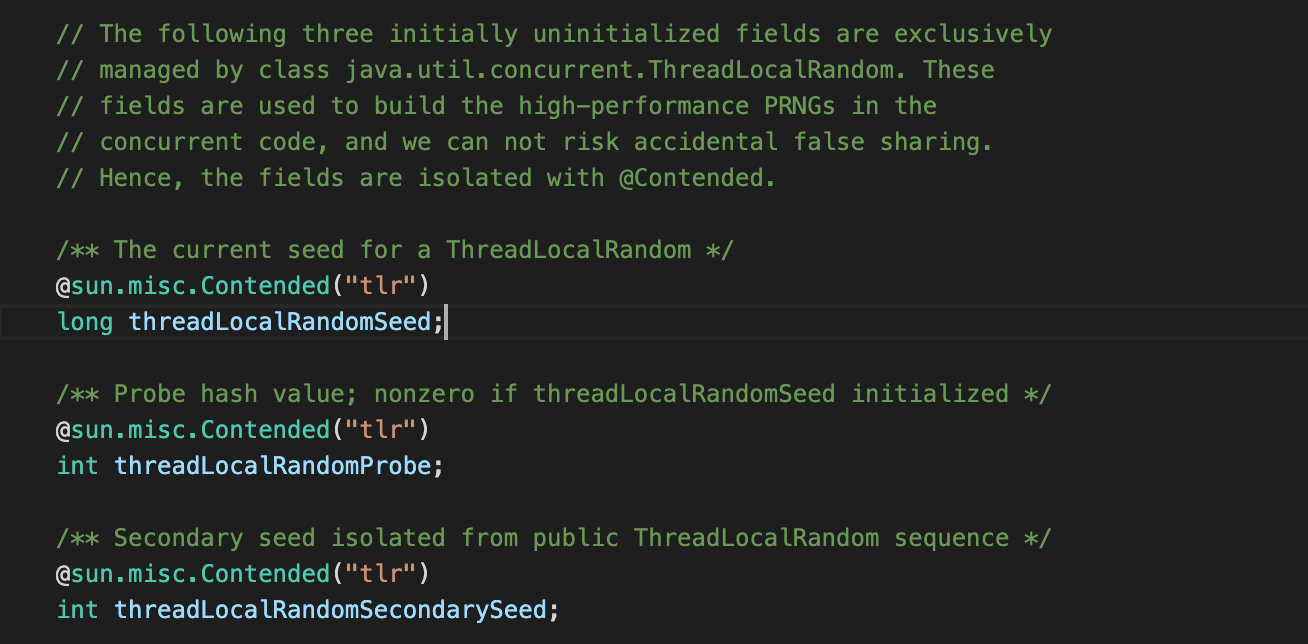 // The following three initially uninitialized fields are exclusively
// managed by class java.util.concurrent.ThreadLocalRandom. These
// fields are used to build the high-performance PRNGs in the
// concurrent code, and we can not risk accidental false sharing.
// Hence, the fields are isolated with @Contended.
/** The current seed for a ThreadLocalRandom */
@sun.misc.Contended("tlr")
long threadLocalRandomSeed;
/** Probe hash value; nonzero if threadLocalRandomSeed initialized */
@sun.misc.Contended("tlr")
int threadLocalRandomProbe;
/** Secondary seed isolated from public ThreadLocalRandom sequence */
@sun.misc.Contended("tlr")
int threadLocalRandomSecondarySeed;